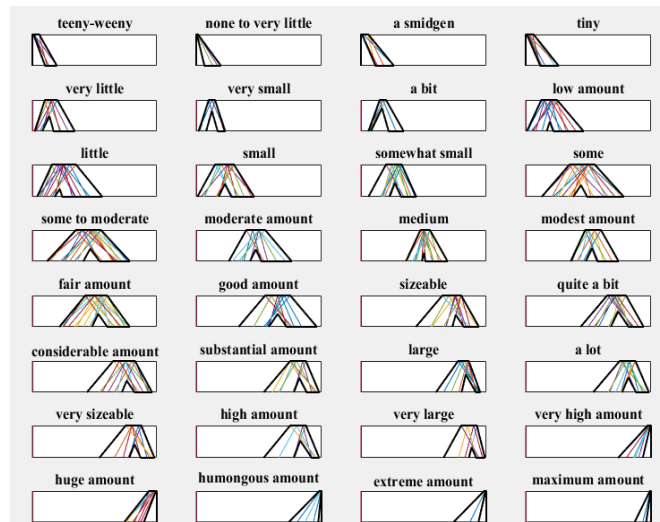 teeny-weeny none to very little a smidgen tiny
very little very small a bit low amount
little small somewhat small some
some to moderate moderate amount medium modest amount
fair amount good amount sizeable quite a bit
considerable amount substantial amount large a lot
very sizeable high amount very large very high amount
huge amount humongous amount extreme amount maximum amount